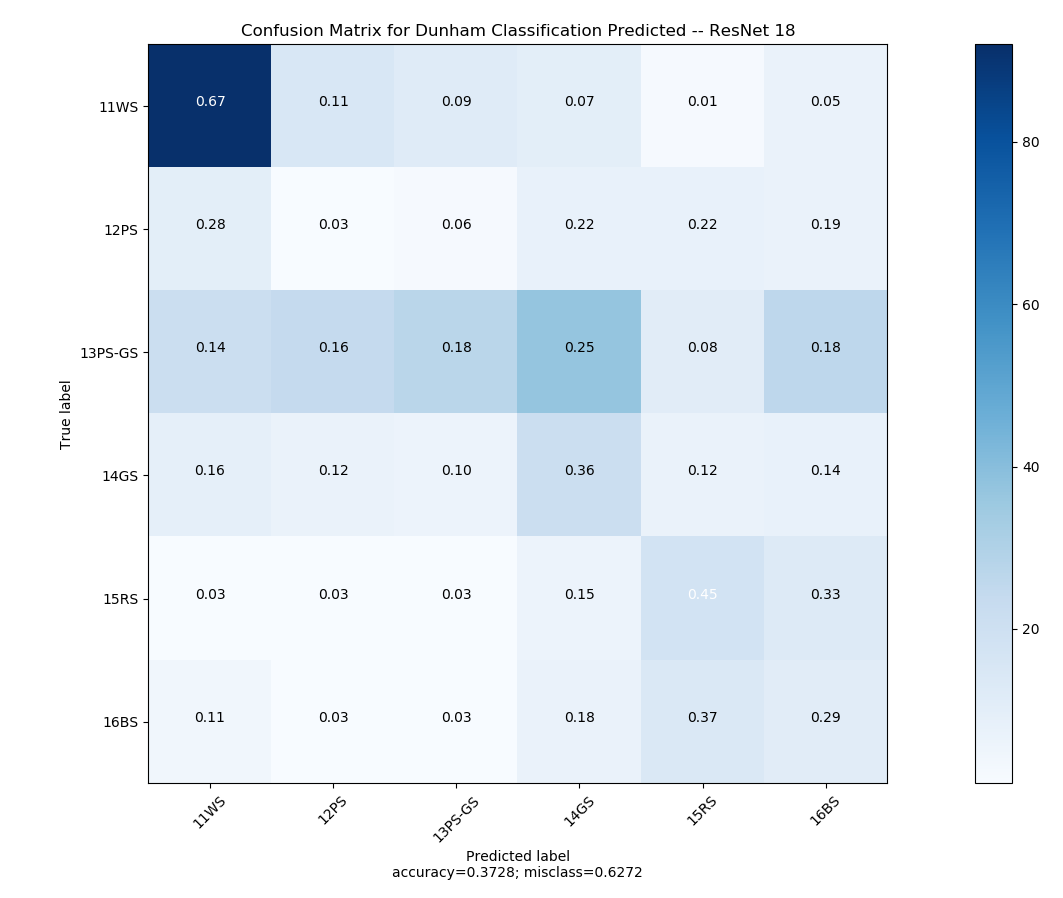 Confusion Matrix for Dunham Classification Predicted -- ResNet 18
11WS 0.67 0.11 0.09 0.07 0.01 0.05
12PS 0.28 0.03 0.06 0.22 0.22 0.19
13PS-GS 0.14 0.16 0.18 0.25 0.08 0.18
14GS 0.16 0.12 0.10 0.36 0.12 0.14
15RS 0.03 0.03 0.03 0.15 0.45 0.33
16BS 0.11 0.03 0.03 0.18 0.37 0.29
True label
11WS 12PS 13PS-GS 14GS 15RS 16BS
Predicted label
accuracy=0.3728; misclass=0.6272
80
60
40
20